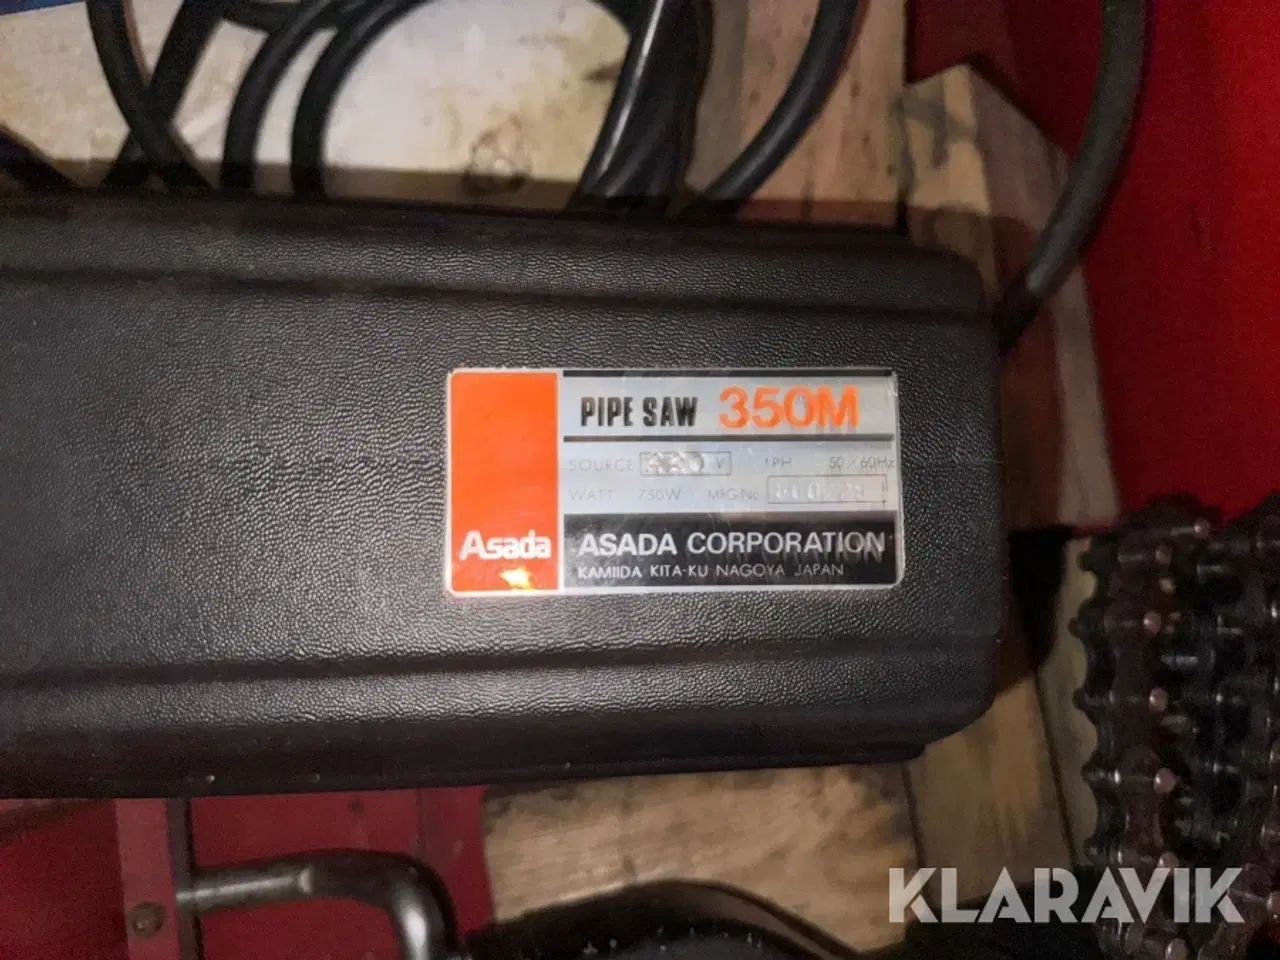 PIPE SAW 350M
SOURCE V 1PH 50/60Hz
WATT 750W MFG No
Asada
ASADA CORPORATION
KAMIIDA KITA-KU NAGOYA JAPAN
KLARAVIK